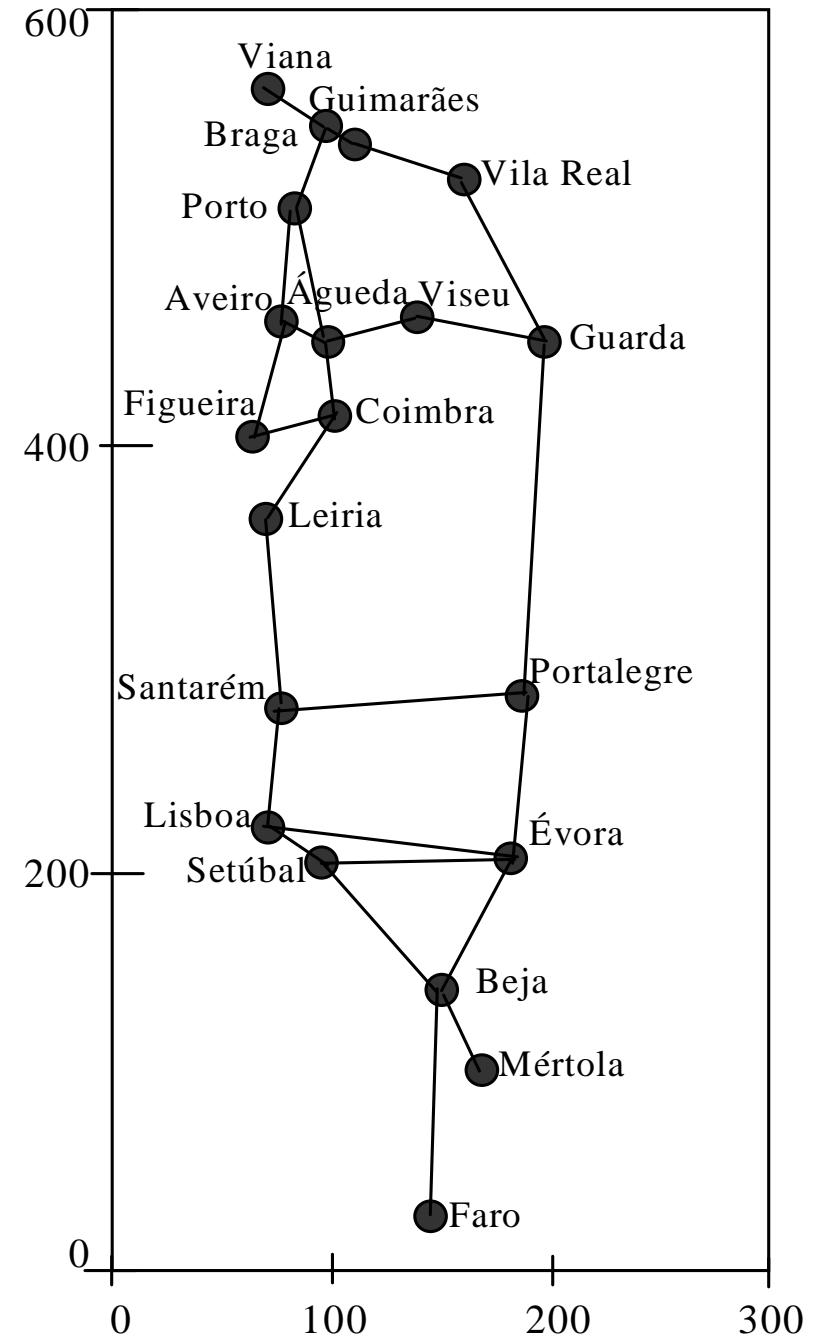 600
Viana
Guimarães
Braga
Vila Real
Porto
Aveiro
Águeda
Viseu
Guarda
Figueira
Coimbra
400
Leiria
Portalegre
Santarém
Lisboa
Évora
Setúbal
200
Beja
Mértola
Faro
0
0 100 200 300